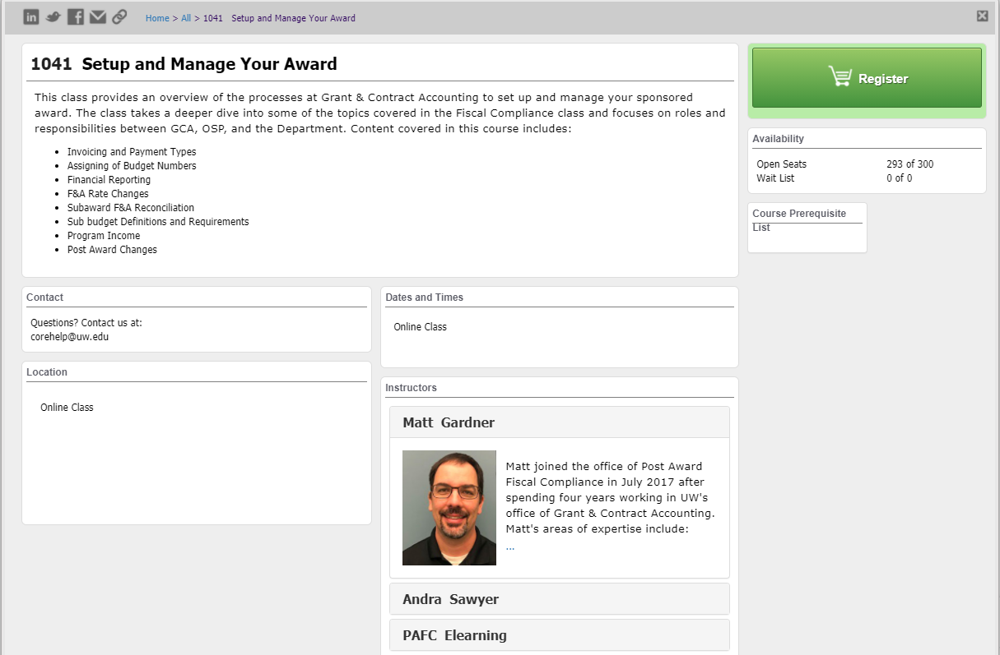 Home > All > 1041 Setup and Manage Your Award
1041 Setup and Manage Your Award
This class provides an overview of the processes at Grant & Contract Accounting to set up and manage your sponsored
award. The class takes a deeper dive into some of the topics covered in the Fiscal Compliance class and focuses on roles and
responsibilities between GCA, OSP, and the Department. Content covered in this course includes:
• Invoicing and Payment Types
• Assigning of Budget Numbers
• Financial Reporting
• F&A Rate Changes
• Subaward F&A Reconciliation
• Sub budget Definitions and Requirements
• Program Income
• Post Award Changes
Register
Availability
Open Seats 293 of 300
Wait List 0 of 0
Course Prerequisite
List
Contact
Questions? Contact us at:
corehelp@uw.edu
Location
Online Class
Dates and Times
Online Class
Instructors
Matt Gardner
Matt joined the office of Post Award
Fiscal Compliance in July 2017 after
spending four years working in UW's
office of Grant & Contract Accounting.
Matt's areas of expertise include:
...
Andra Sawyer
PAFC Elearning